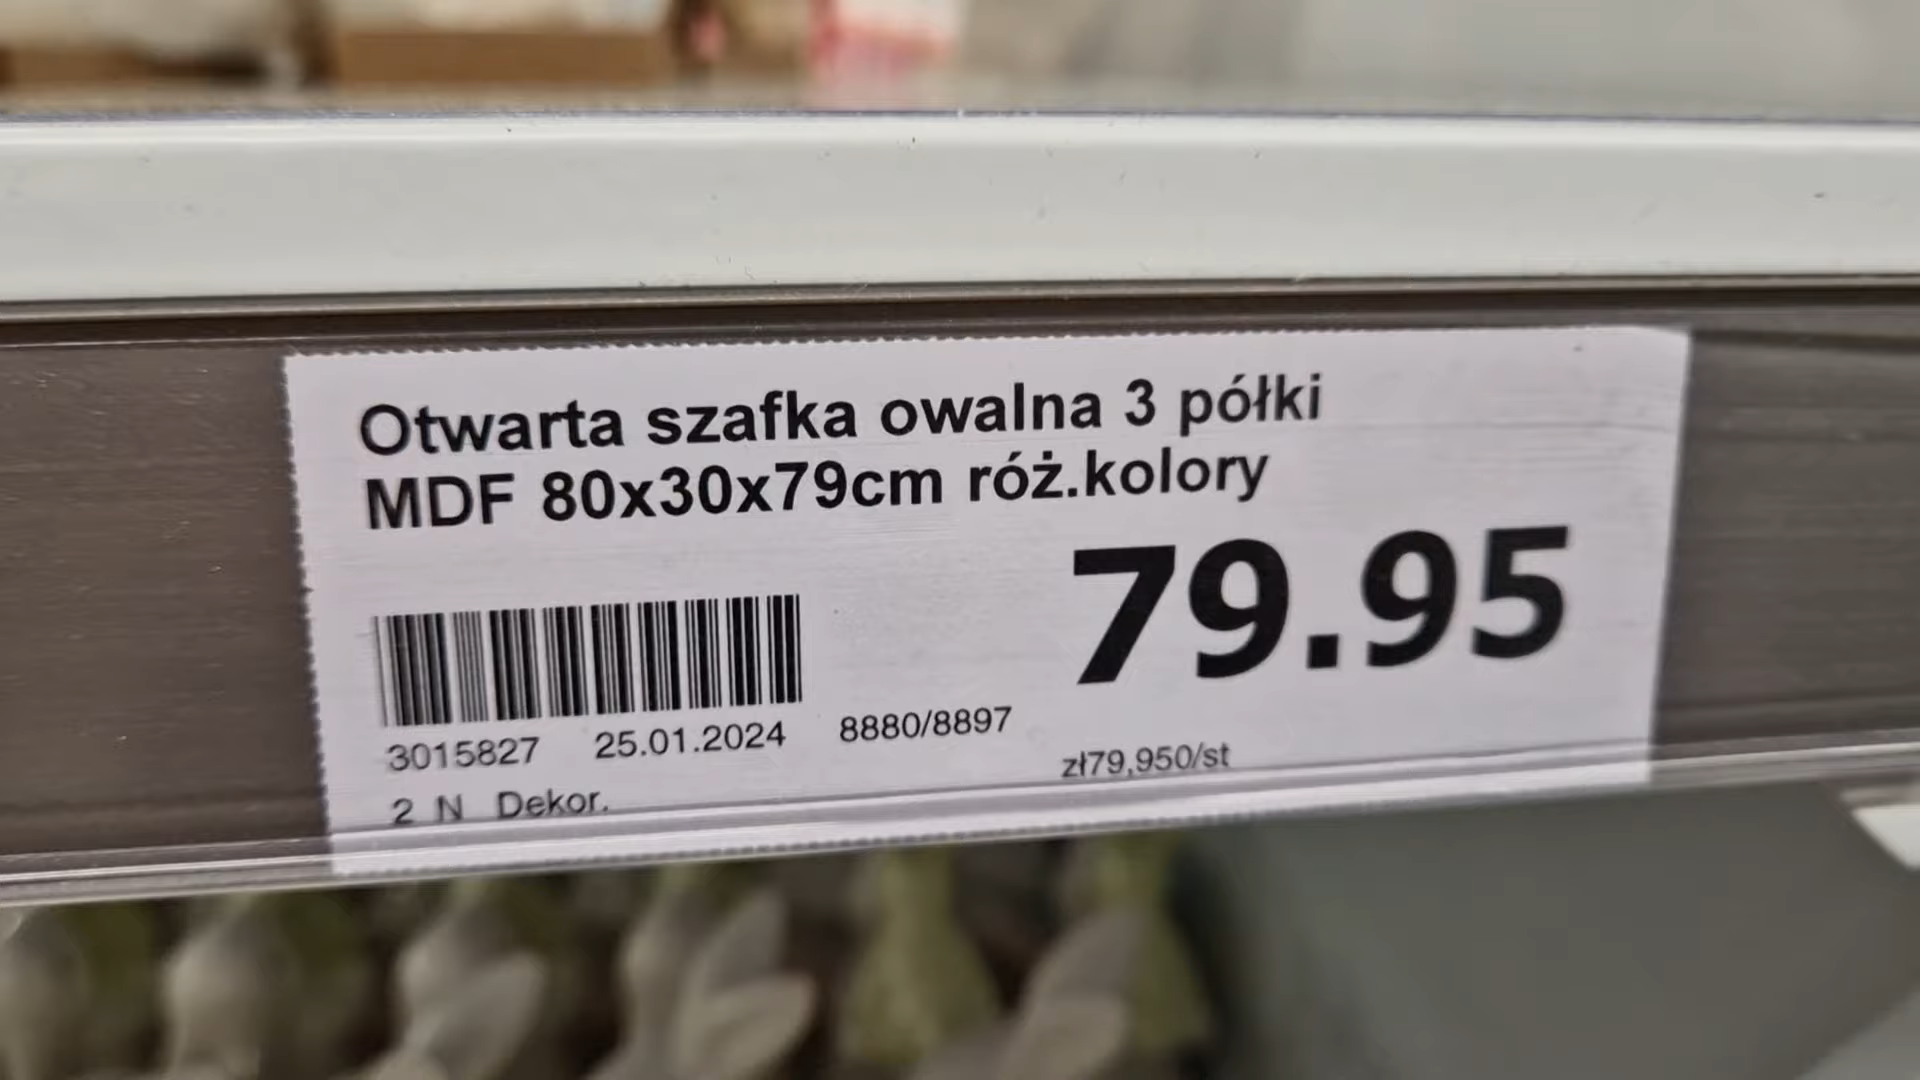 Otwarta szafka owalna 3 półki
MDF 80x30x79cm róż.kolory
79.95
3015827 25.01.2024 8880/8897
zł79,950/st
2 N Dekor.